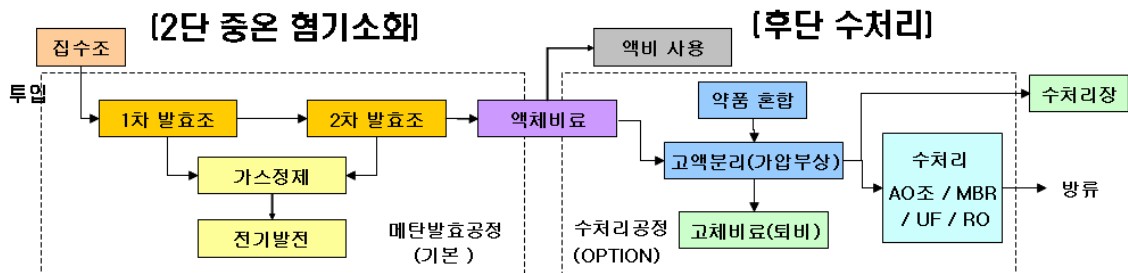 [2단 중온 혐기소화]
[후단 수처리]
집수조
액비 사용
투입
약품 혼합
수처리장
1차 발효조
2차 발효조
액체비료
고액분리(가압부상)
수처리
AO조 / MBR
/ UF / RO
방류
가스정제
전기발전
메탄발효공정
(기본 )
수처리공정
(OPTION)
고체비료(퇴비)